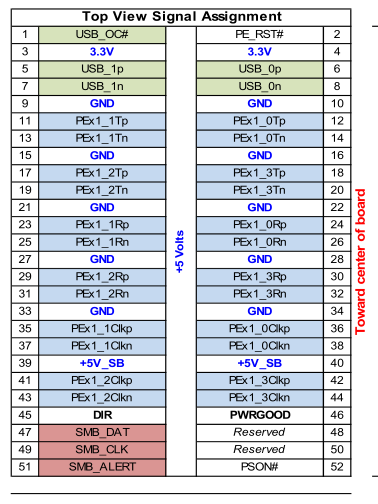 Top View Signal Assignment
1 USB_OC# PE_RST# 2
3 3.3V 3.3V 4
5 USB_1p USB_0p 6
7 USB_1n USB_0n 8
9 GND GND 10
11 PEx1_1Tp PEx1_0Tp 12
13 PEx1_1Tn PEx1_0Tn 14
15 GND GND 16
17 PEx1_2Tp PEx1_3Tp 18
19 PEx1_2Tn PEx1_3Tn 20
21 GND GND 22
23 PEx1_1Rp PEx1_0Rp 24
25 PEx1_1Rn PEx1_0Rn 26
27 GND GND 28
29 PEx1_2Rp PEx1_3Rp 30
31 PEx1_2Rn PEx1_3Rn 32
33 GND GND 34
35 PEx1_1Clkp PEx1_0Clkp 36
37 PEx1_1Clkn PEx1_0Clkn 38
39 +5V_SB +5V_SB 40
41 PEx1_2Clkp PEx1_3Clkp 42
43 PEx1_2Clkn PEx1_3Clkn 44
45 DIR PWRGOOD 46
47 SMB_DAT Reserved 48
49 SMB_CLK Reserved 50
51 SMB_ALERT PSON# 52
+5 Volts
Toward center of board